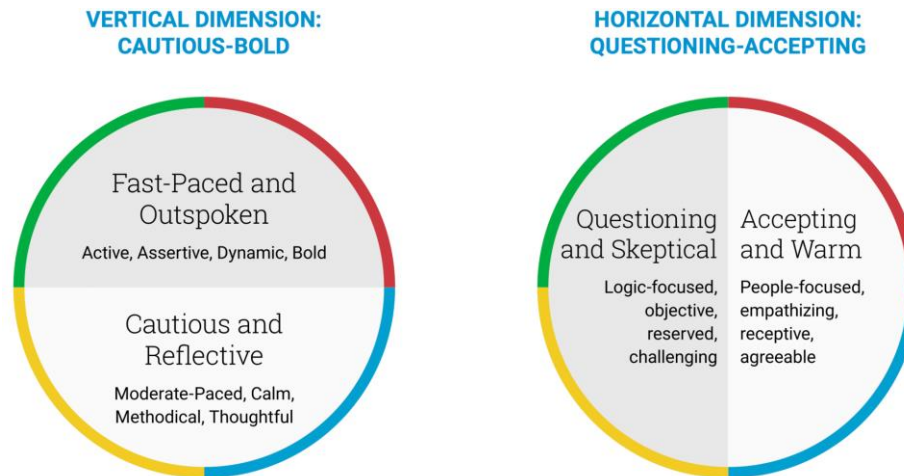 VERTICAL DIMENSION:
CAUTIOUS-BOLD
Fast-Paced and
Outspoken
Active, Assertive, Dynamic, Bold
Cautious and
Reflective
Moderate-Paced, Calm,
Methodical, Thoughtful
HORIZONTAL DIMENSION:
QUESTIONING-ACCEPTING
Questioning
and Skeptical
Logic-focused,
objective,
reserved,
challenging
Accepting
and Warm
People-focused,
empathizing,
receptive,
agreeable